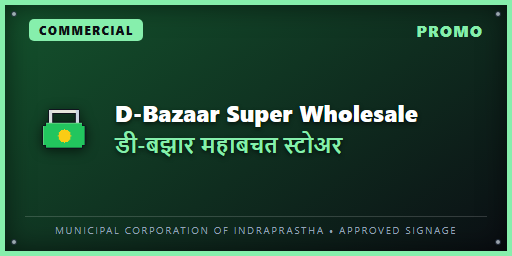 COMMERCIAL
PROMO
D-Bazaar Super Wholesale
डी-बझार महाबचत स्टोअर
MUNICIPAL CORPORATION OF INDRAPRASTHA • APPROVED SIGNAGE